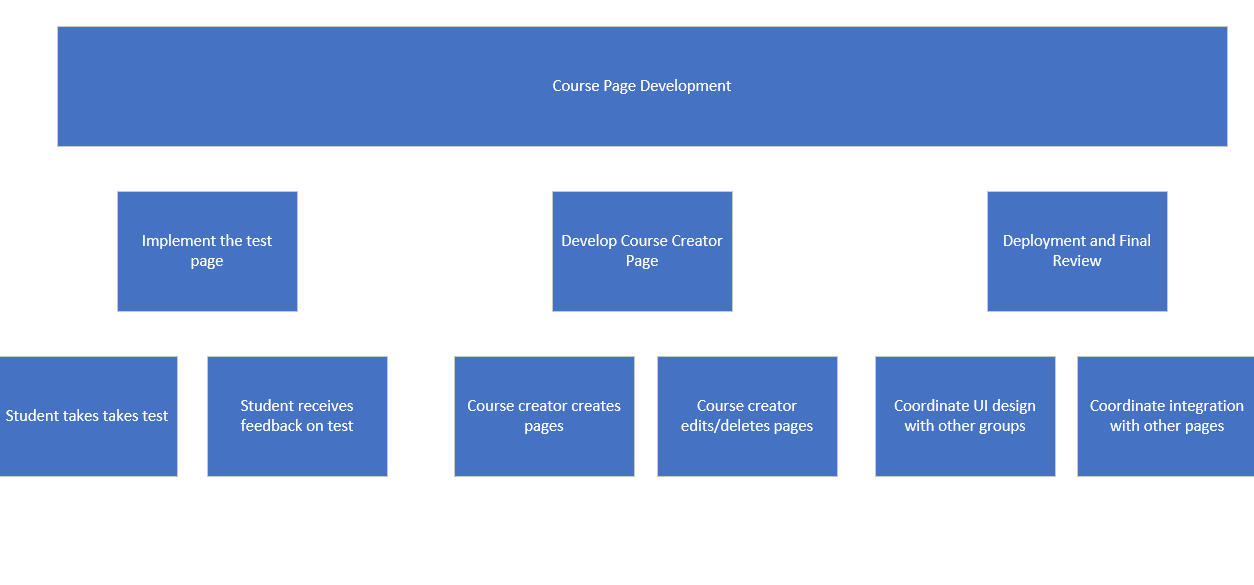 Course Page Development
Implement the test
page
Develop Course Creator
Page
Deployment and Final
Review
Student takes takes test
Student receives
feedback on test
Course creator creates
pages
Course creator
edits/deletes pages
Coordinate UI design
with other groups
Coordinate integration
with other pages